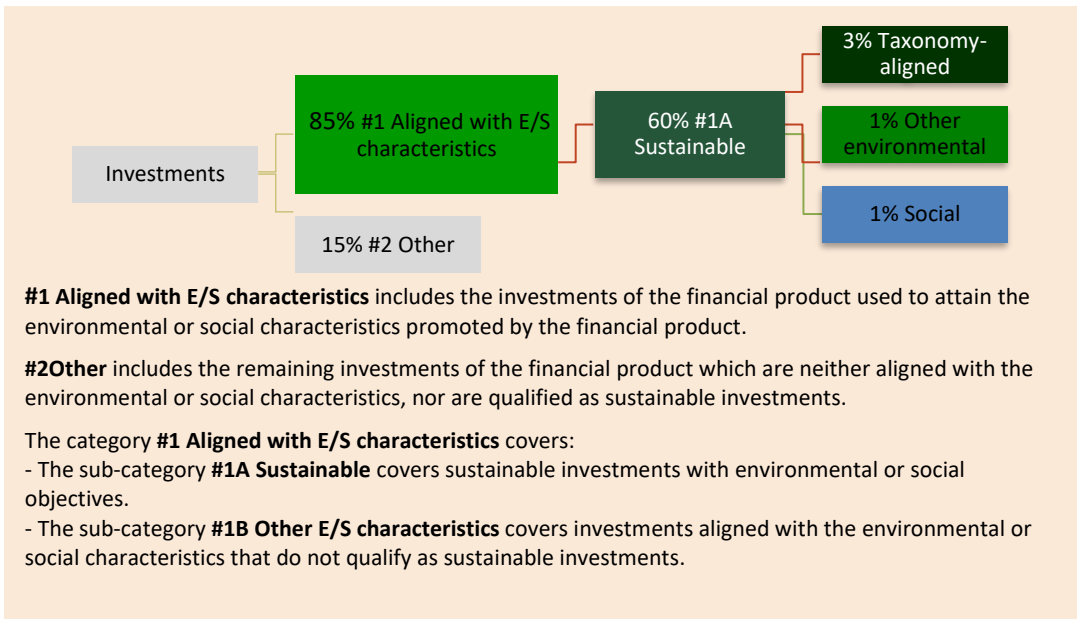 3% Taxonomy-
aligned
85% #1 Aligned with E/S
characteristics
60% #1A
Sustainable
1% Other
environmental
Investments
1% Social
15% #2 Other
#1 Aligned with E/S characteristics includes the investments of the financial product used to attain the
environmental or social characteristics promoted by the financial product.
#2Other includes the remaining investments of the financial product which are neither aligned with the
environmental or social characteristics, nor are qualified as sustainable investments.
The category #1 Aligned with E/S characteristics covers:
- The sub-category #1A Sustainable covers sustainable investments with environmental or social
objectives.
- The sub-category #1B Other E/S characteristics covers investments aligned with the environmental or
social characteristics that do not qualify as sustainable investments.